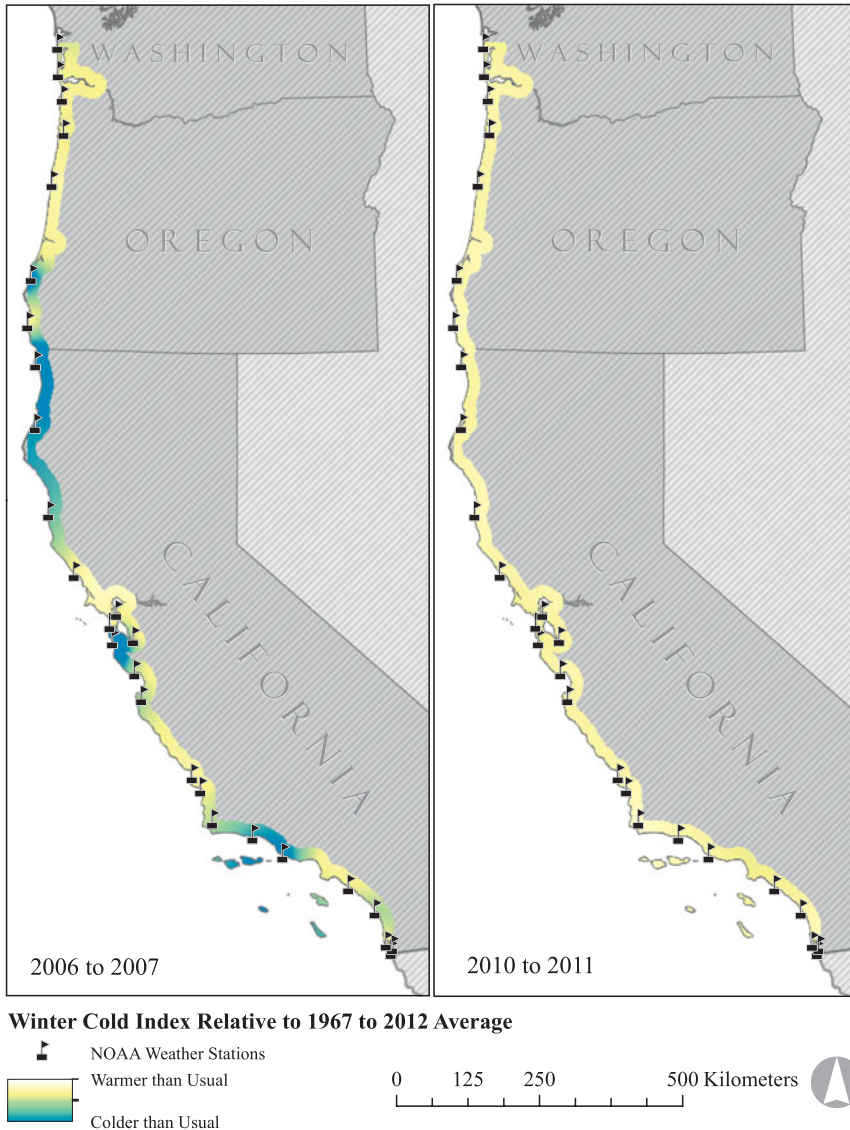 WASHINGTON
WASHINGTON
OREGON
OREGON
CALIFORNIA
CALIFORNIA
2006 to 2007
2010 to 2011
Winter Cold Index Relative to 1967 to 2012 Average
NOAA Weather Stations
Warmer than Usual
Colder than Usual
0 125 250 500 Kilometers